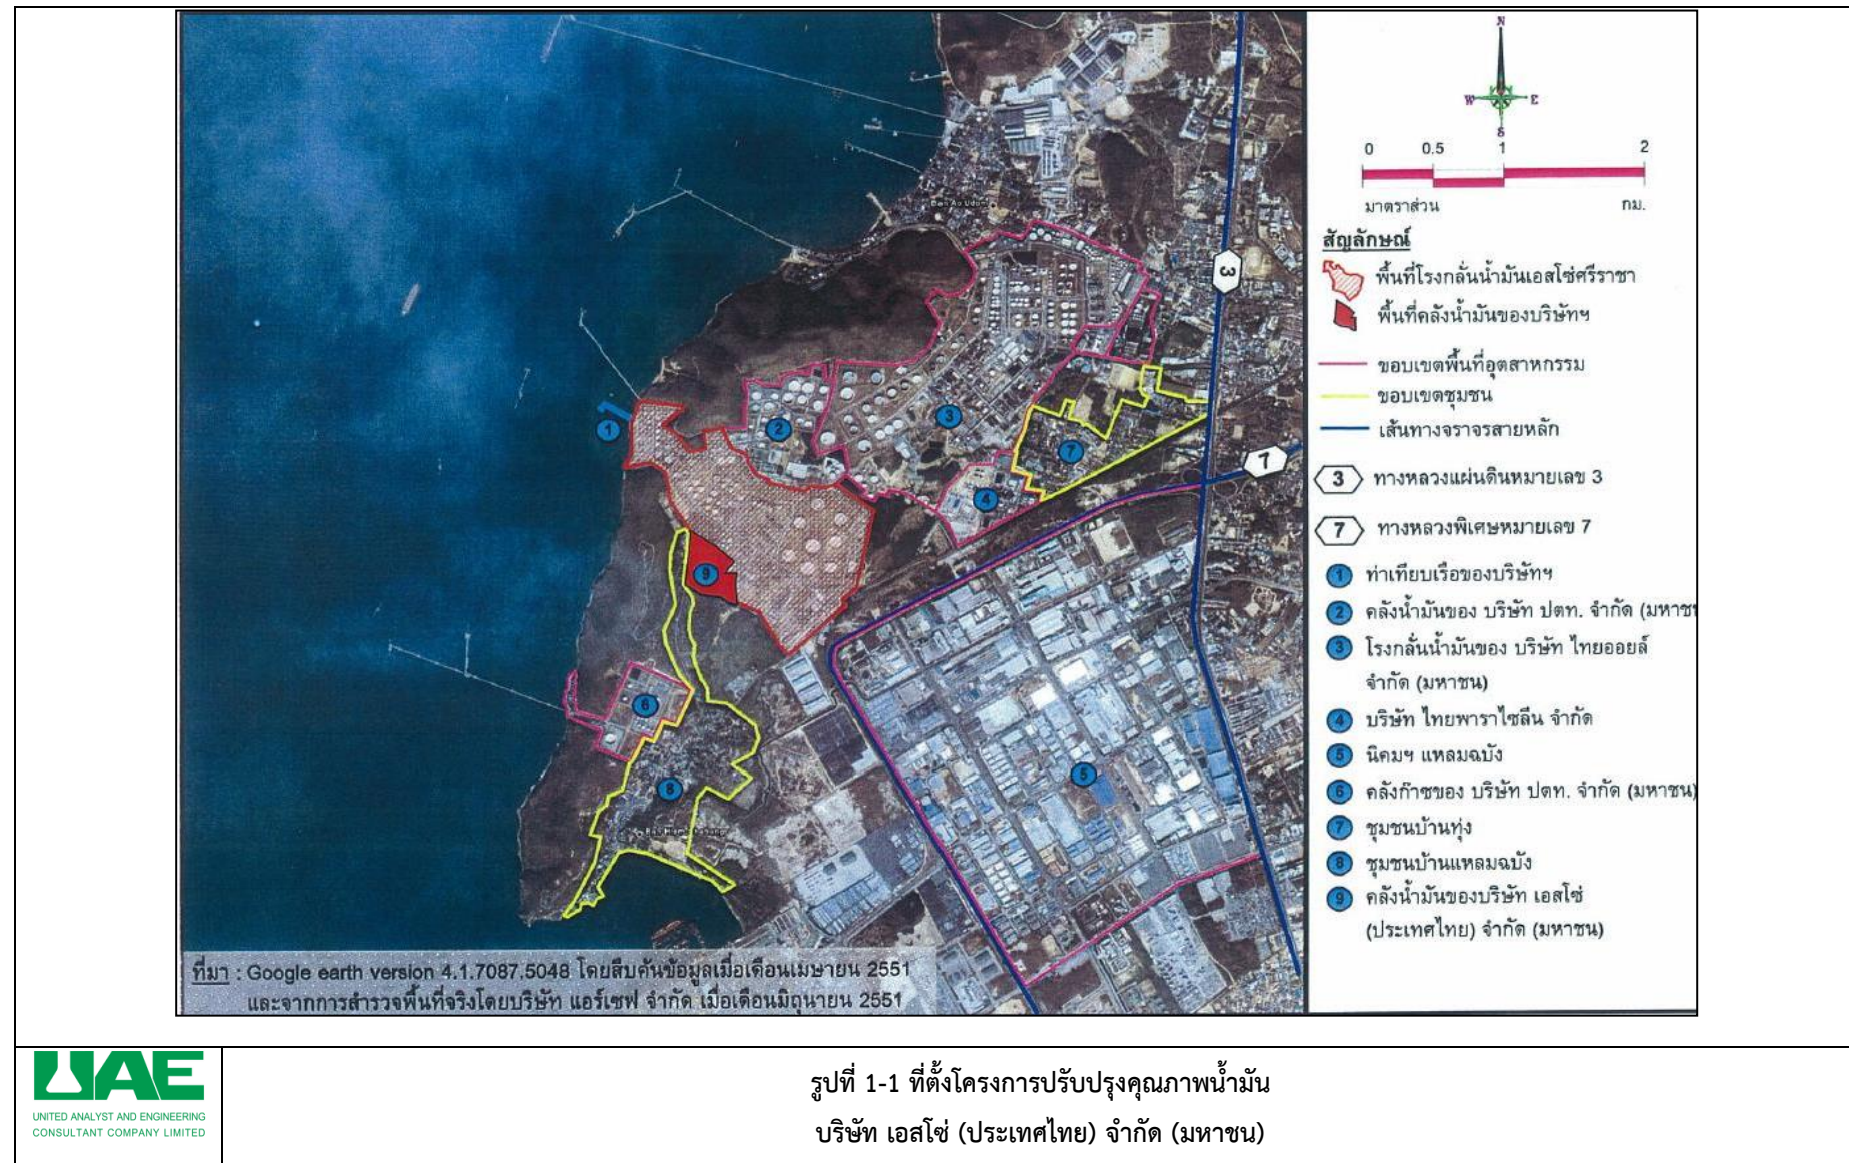 N
W E
S
0 0.5 1 2
มาตราส่วน กม.
สัญลักษณ์
พื้นที่โรงกลั่นน้ำมันเอสโซ่ศรีราชา
พื้นที่คลังน้ำมันของบริษัทฯ
ขอบเขตพื้นที่อุตสาหกรรม
ขอบเขตชุมชน
เส้นทางจราจรสายหลัก
3 ทางหลวงแผ่นดินหมายเลข 3
7 ทางหลวงพิเศษหมายเลข 7
1 ท่าเทียบเรือของบริษัทฯ
2 คลังน้ำมันของ บริษัท ปตท. จำกัด (มหาชน
3 โรงกลั่นน้ำมันของ บริษัท ไทยออยล์
จำกัด (มหาชน)
4 บริษัท ไทยพาราไซลีน จำกัด
5 นิคมฯ แหลมฉบัง
6 คลังก๊าซของ บริษัท ปตท. จำกัด (มหาชน)
7 ชุมชนบ้านทุ่ง
8 ชุมชนบ้านแหลมฉบัง
9 คลังน้ำมันของบริษัท เอสโซ่
(ประเทศไทย) จำกัด (มหาชน)
Ban Ao Udom
3
7
1
2
3
7
4
9
6
5
8
ที่มา : Google earth version 4.1.7087.5048 โดยสืบค้นข้อมูลเมื่อเดือนเมษายน 2551
และจากการสำรวจพื้นที่จริงโดยบริษัท แอร์เซฟ จำกัด เมื่อเดือนมิถุนายน 2551
UAE
UNITED ANALYST AND ENGINEERING
CONSULTANT COMPANY LIMITED
รูปที่ 1-1 ที่ตั้งโครงการปรับปรุงคุณภาพน้ำมัน
บริษัท เอสโซ่ (ประเทศไทย) จำกัด (มหาชน)